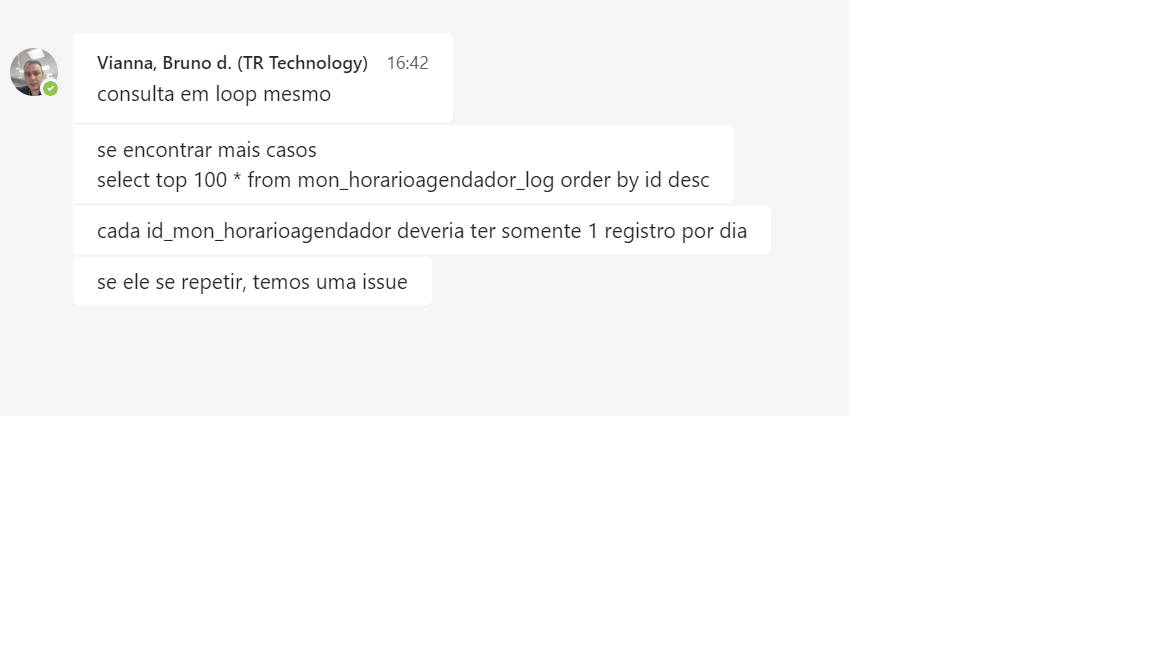 Vianna, Bruno d. (TR Technology) 16:42
consulta em loop mesmo
se encontrar mais casos
select top 100 * from mon_horarioagendador_log order by id desc
cada id_mon_horarioagendador deveria ter somente 1 registro por dia
se ele se repetir, temos uma issue